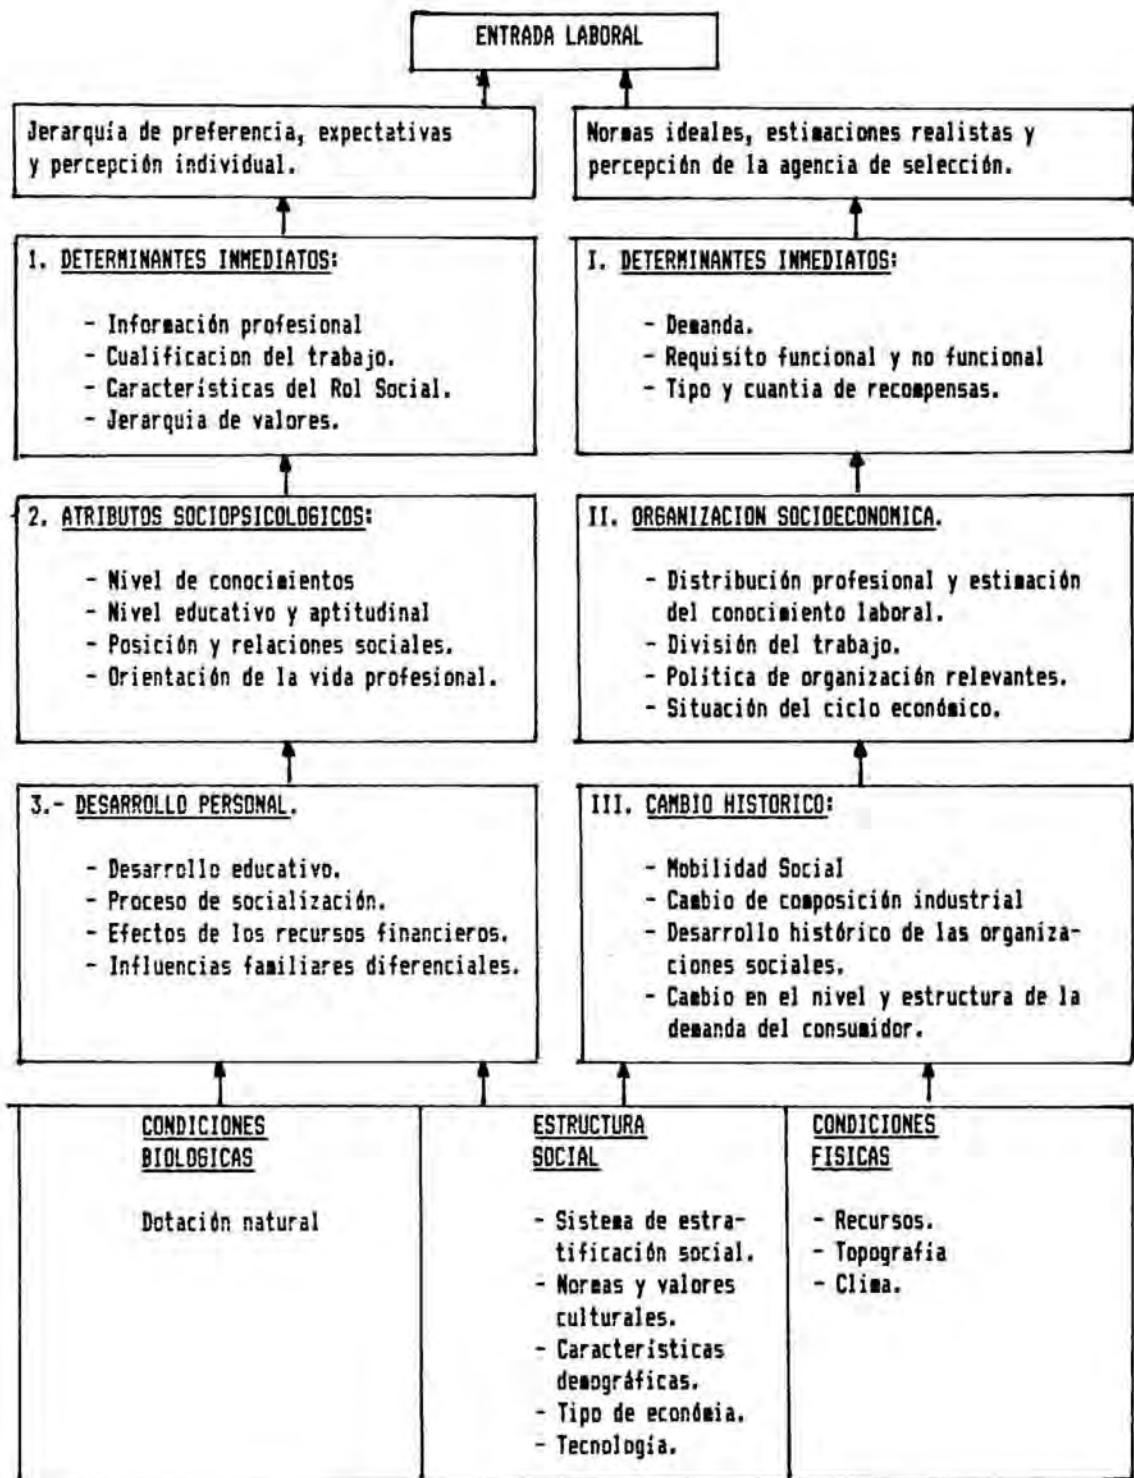 ENTRADA LABORAL
Jerarquía de preferencia, expectativas
y percepción individual.
Normas ideales, estimaciones realistas y
percepción de la agencia de selección.
1. DETERMINANTES INMEDIATOS:
- Información profesional
- Cualificacion del trabajo.
- Características del Rol Social.
- Jerarquia de valores.
I. DETERMINANTES INMEDIATOS:
- Demanda.
- Requisito funcional y no funcional
- Tipo y cuantia de recompensas.
2. ATRIBUTOS SOCIOPSICOLOGICOS:
- Nivel de conocimientos
- Nivel educativo y aptitudinal
- Posición y relaciones sociales.
- Orientación de la vida profesional.
II. ORGANIZACION SOCIOECONOMICA.
- Distribución profesional y estimación
del conocimiento laboral.
- División del trabajo.
- Política de organización relevantes.
- Situación del ciclo económico.
3.- DESARROLLO PERSONAL.
- Desarrollo educativo.
- Proceso de socialización.
- Efectos de los recursos financieros.
- Influencias familiares diferenciales.
III. CAMBIO HISTORICO:
- Mobilidad Social
- Cambio de composición industrial
- Desarrollo histórico de las organiza-
ciones sociales.
- Cambio en el nivel y estructura de la
demanda del consumidor.
CONDICIONES
BIOLOGICAS
Dotación natural
ESTRUCTURA
SOCIAL
- Sistema de estra-
tificación social.
- Normas y valores
culturales.
- Características
demográficas.
- Tipo de económia.
- Tecnología.
CONDICIONES
FISICAS
- Recursos.
- Topografia
- Clima.